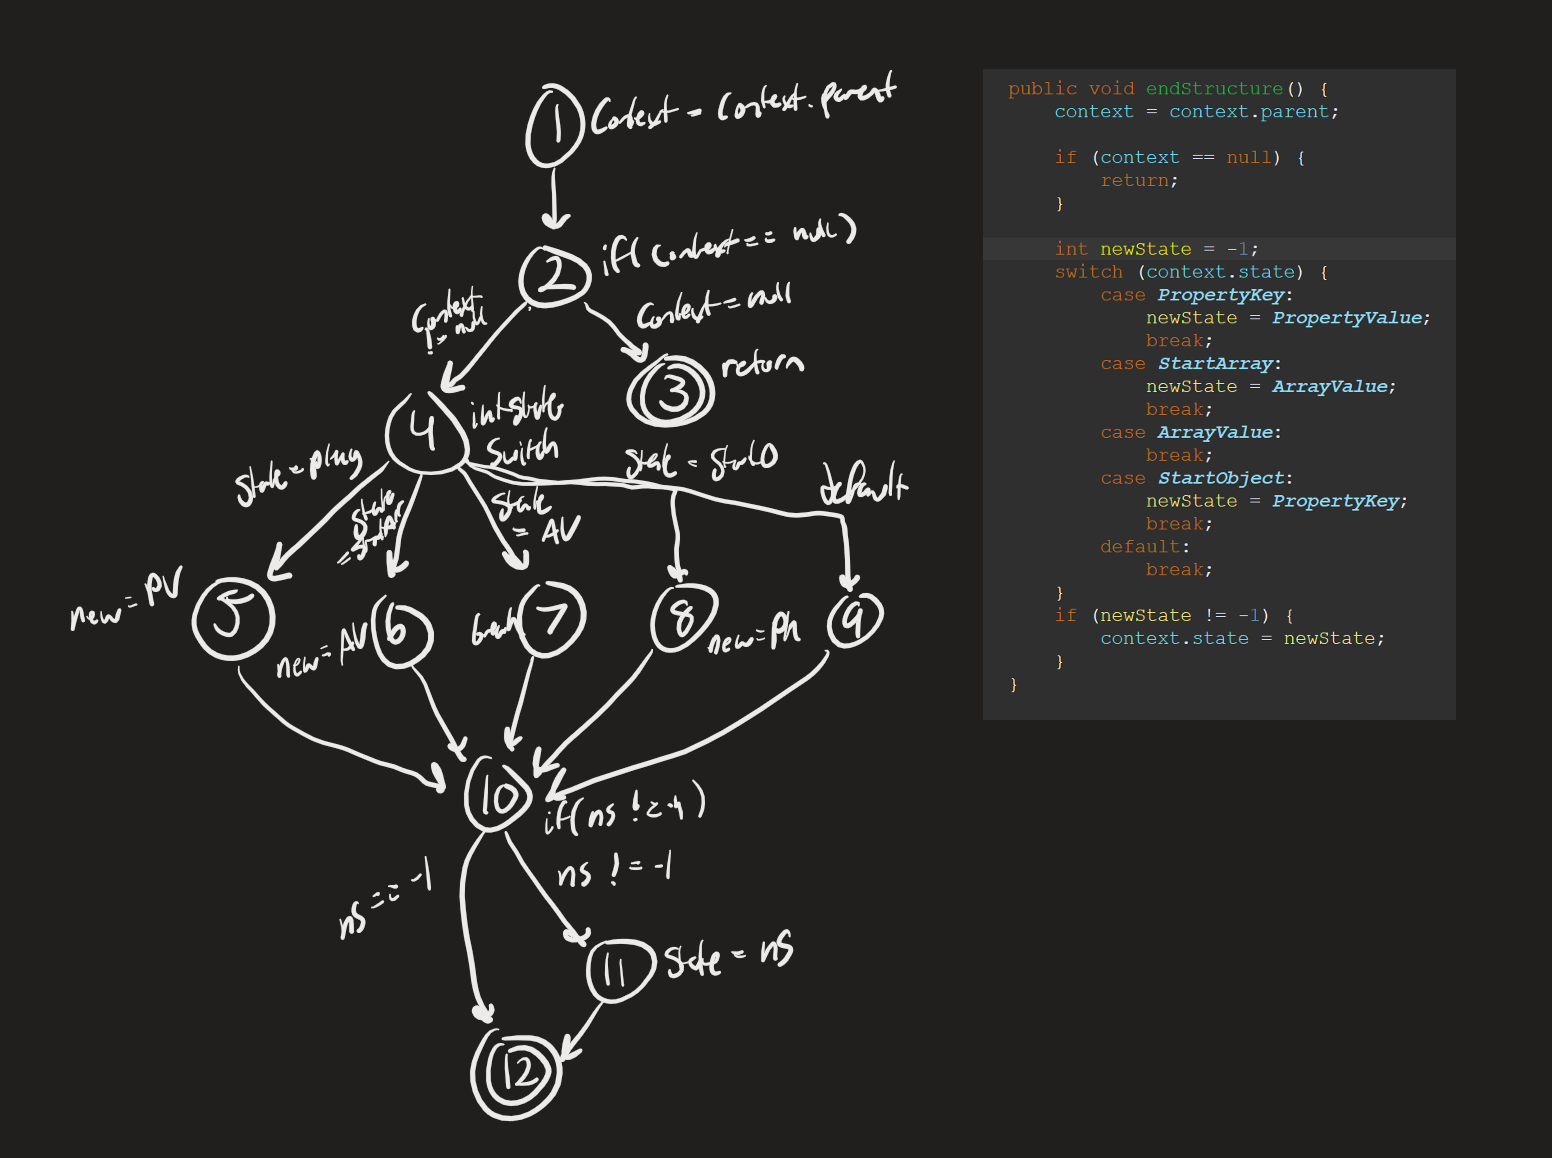 1 Context = Context.parent
2 if(Context == null)
Context != null
Context = null
3 return
4 int state
Switch
state =
state = StartAr
state = AV
state = StartO
default
new = PV 5
new = AV 6
break 7
8 new = PK
9
10 if(ns != -1)
ns == -1
ns != -1
11 State = ns
12
public void endStructure() {
context = context.parent;
if (context == null) {
return;
}
int newState = -1;
switch (context.state) {
case PropertyKey:
newState = PropertyValue;
break;
case StartArray:
newState = ArrayValue;
break;
case ArrayValue:
break;
case StartObject:
newState = PropertyKey;
break;
default:
break;
}
if (newState != -1) {
context.state = newState;
}
}